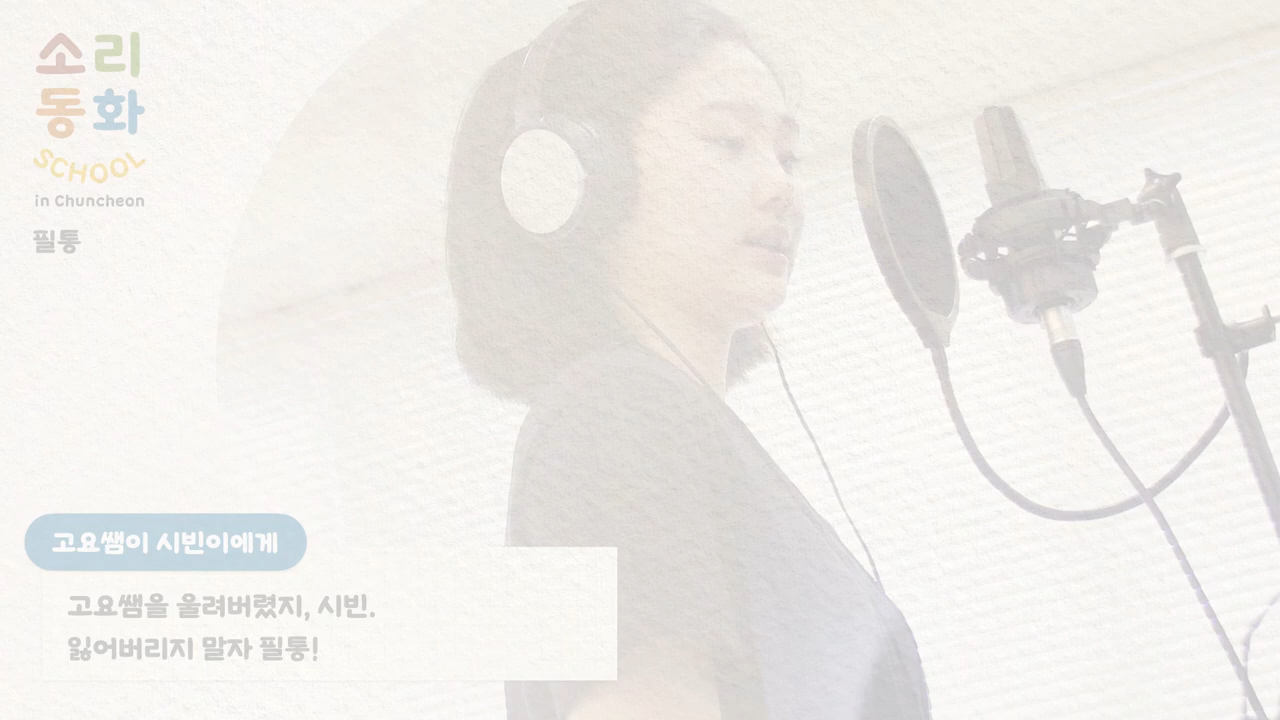 소리
동화
SCHOOL
in Chuncheon
필통
고요쌤이 시빈이에게
고요쌤을 울려버렸지, 시빈.
잃어버리지 말자 필통!